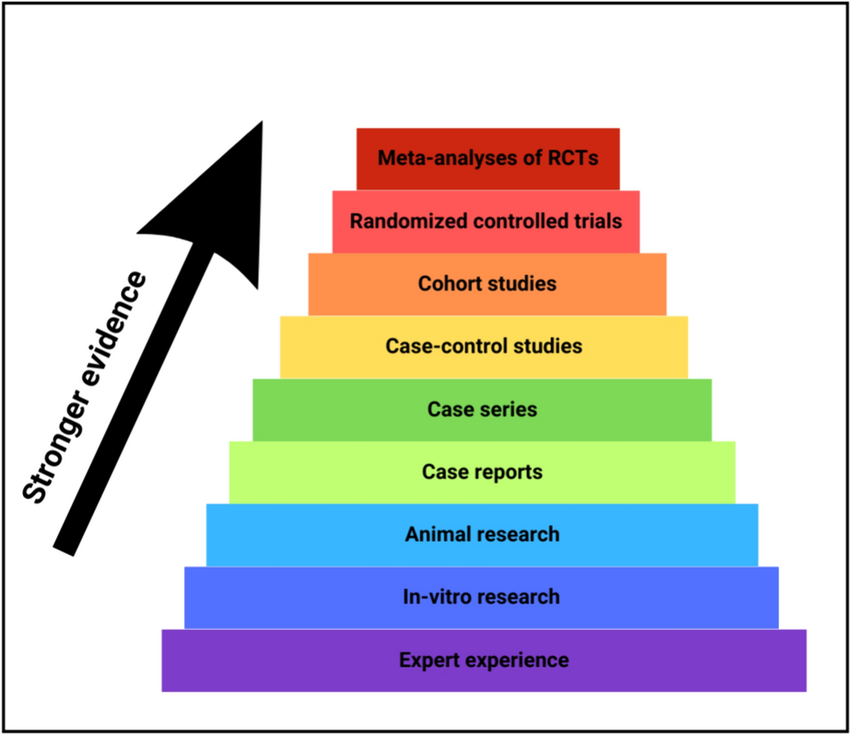 Stronger evidence
Meta-analyses of RCTs
Randomized controlled trials
Cohort studies
Case-control studies
Case series
Case reports
Animal research
In-vitro research
Expert experience